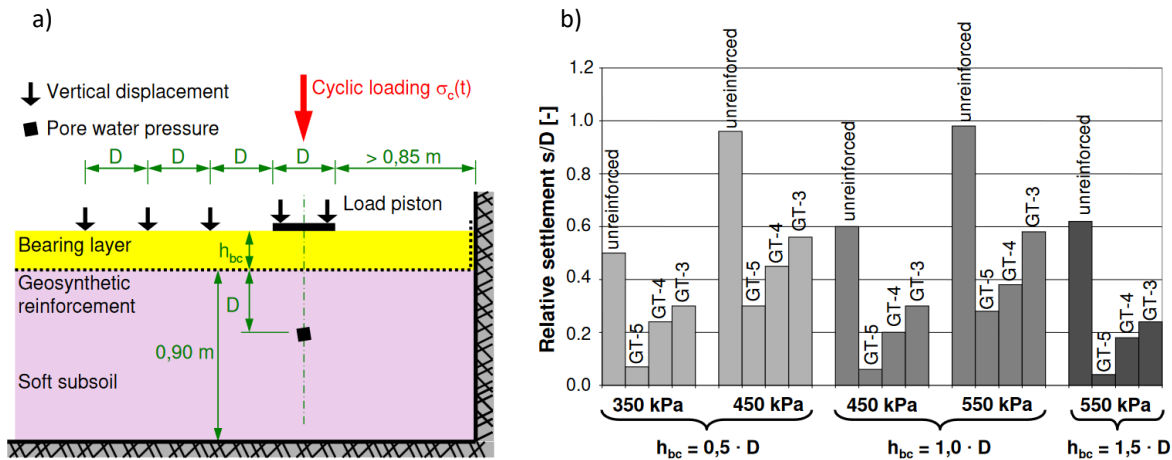 a)
Vertical displacement
Pore water pressure
Cyclic loading σc(t)
D
D
D
D
> 0,85 m
Load piston
Bearing layer
hbc
Geosynthetic
reinforcement
D
0,90 m
Soft subsoil
b)
Relative settlement s/D [-]
1.2
1.0
0.8
0.6
0.4
0.2
0.0
unreinforced
GT-5
GT-4
GT-3
unreinforced
GT-5
GT-4
GT-3
unreinforced
GT-5
GT-4
GT-3
unreinforced
GT-5
GT-4
GT-3
unreinforced
GT-5
GT-4
GT-3
350 kPa
450 kPa
450 kPa
550 kPa
550 kPa
hbc = 0,5 · D
hbc = 1,0 · D
hbc = 1,5 · D